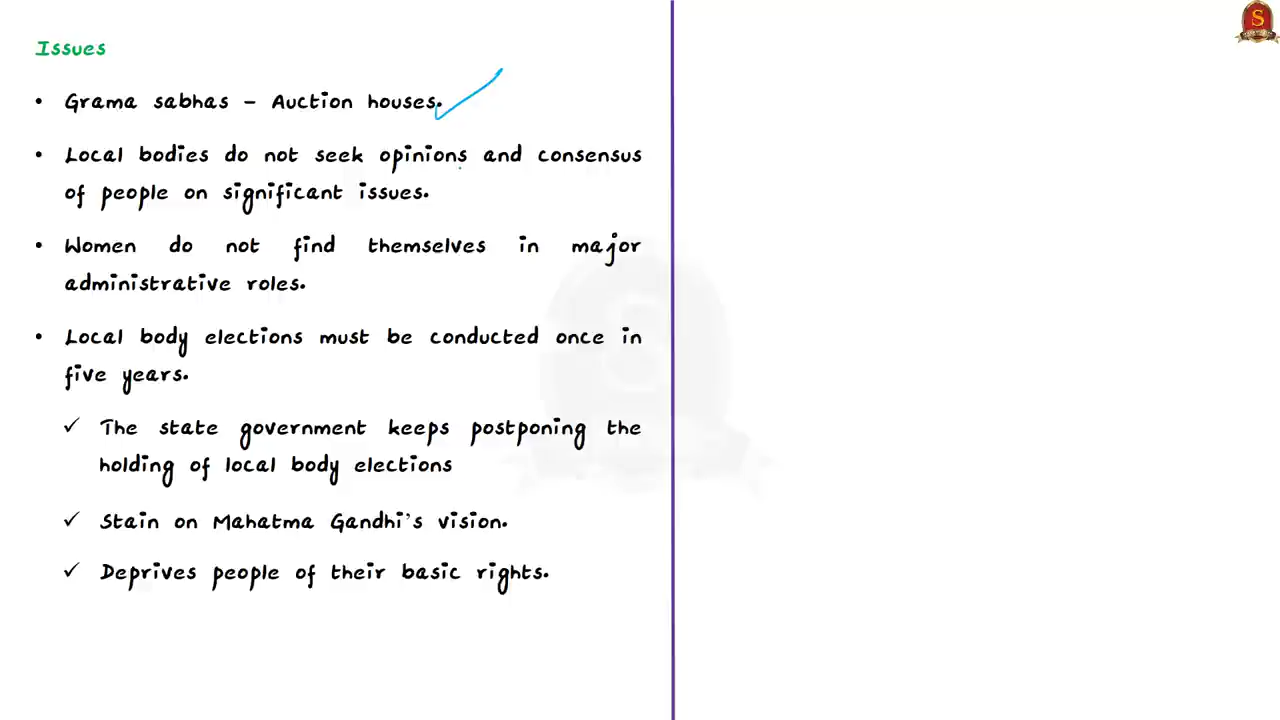 Issues
• Grama sabhas – Auction houses.
• Local bodies do not seek opinions and consensus
of people on significant issues.
• Women do not find themselves in major
administrative roles.
• Local body elections must be conducted once in
five years.
✓ The state government keeps postponing the
holding of local body elections
✓ Stain on Mahatma Gandhi's vision.
✓ Deprives people of their basic rights.
S